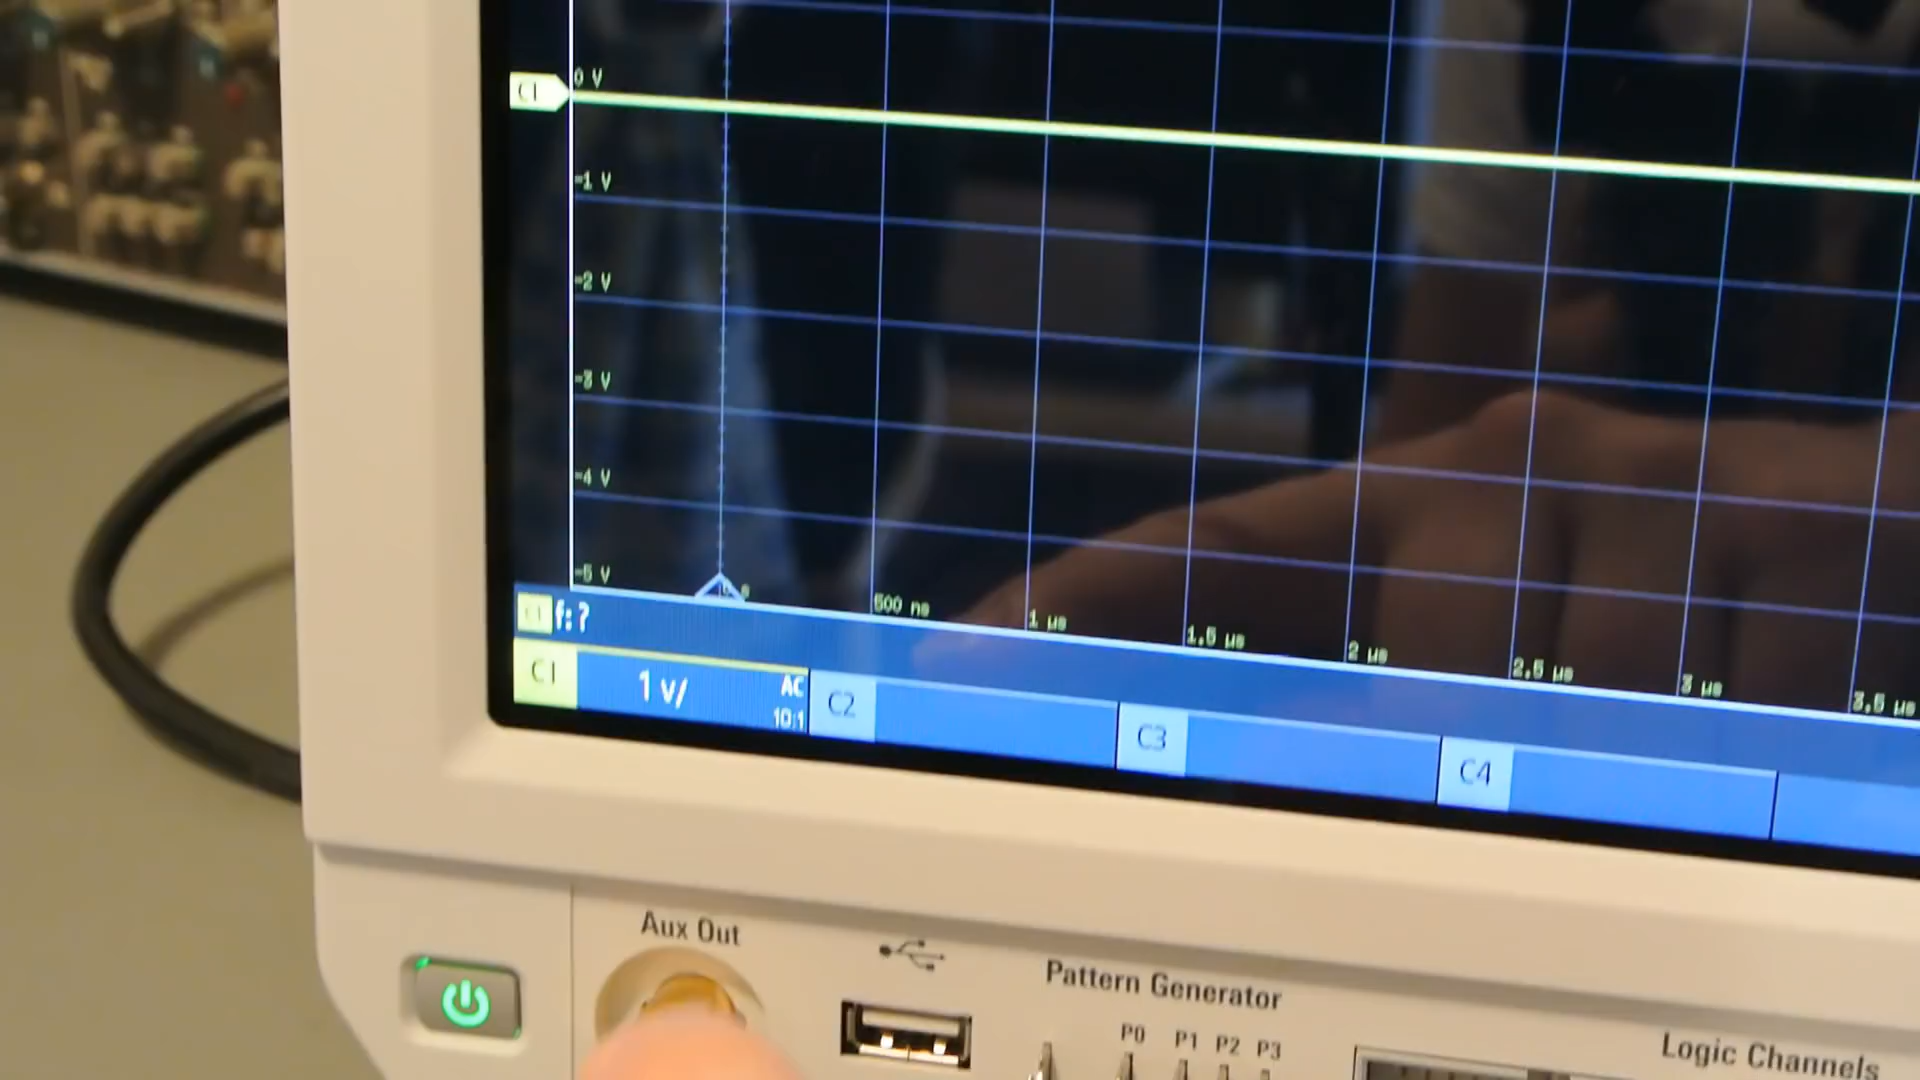 C1
0 V
-1 V
-2 V
-3 V
-4 V
-5 V
500 ns
1 µs
1.5 µs
2 µs
2.5 µs
3 µs
3.5 µs
C1 f: ?
C1 1 V/ AC 10:1
C2
C3
C4
Aux Out
Pattern Generator
P0 P1 P2 P3
Logic Channels